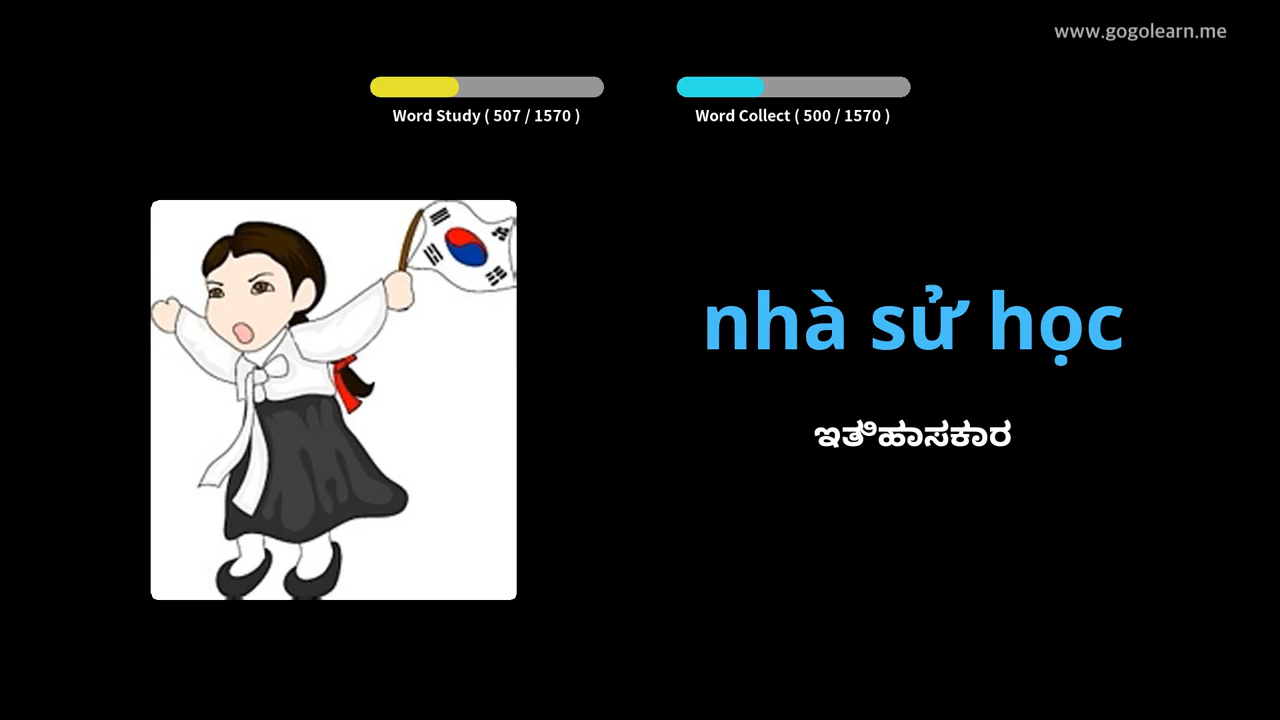 www.gogolearn.me
Word Study ( 507 / 1570 )
Word Collect ( 500 / 1570 )
nhà sử học
ಇತಿಹಾಸಕಾರ